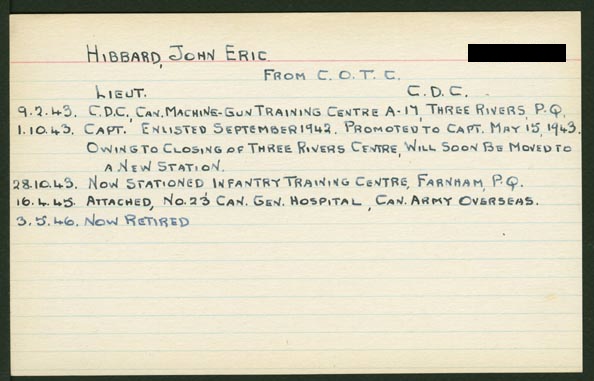 HIBBARD, JOHN ERIC.
FROM C.O.T.C.
LIEUT. C.D.C.
9.2.43. C.D.C, CAN. MACHINE-GUN TRAINING CENTRE A-17, THREE RIVERS, P.Q.
1.10.43. CAPT. ENLISTED SEPTEMBER 1942. PROMOTED TO CAPT. MAY 15, 1943.
OWING TO CLOSING OF THREE RIVERS CENTRE, WILL SOON BE MOVED TO
A NEW STATION.
28.10.43. NOW STATIONED, INFANTRY TRAINING CENTRE, FARNHAM, P.Q.
16.4.45. ATTACHED, NO. 23 CAN. GEN. HOSPITAL, CAN. ARMY OVERSEAS.
3.5.46. NOW RETIRED